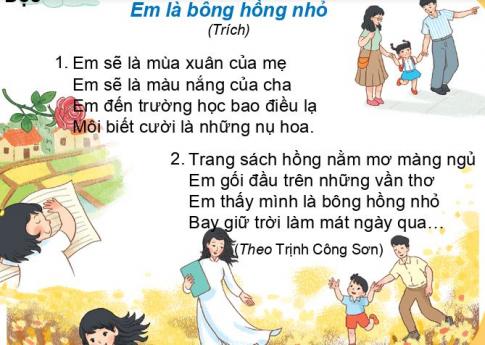 Đọc
Em là bông hồng nhỏ
(Trích)
1. Em sẽ là mùa xuân của mẹ
Em sẽ là màu nắng của cha
Em đến trường học bao điều lạ
Môi biết cười là những nụ hoa.
2. Trang sách hồng nằm mơ màng ngủ
Em gối đầu trên những vần thơ
Em thấy mình là bông hồng nhỏ
Bay giữ trời làm mát ngày qua…
(Theo Trịnh Công Sơn)